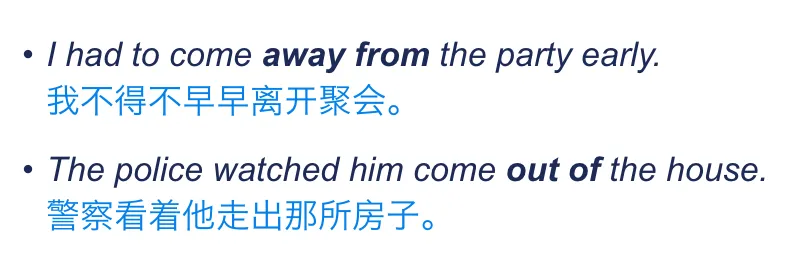 • I had to come away from the party early.
我不得不早早离开聚会。
• The police watched him come out of the house.
警察看着他走出那所房子。